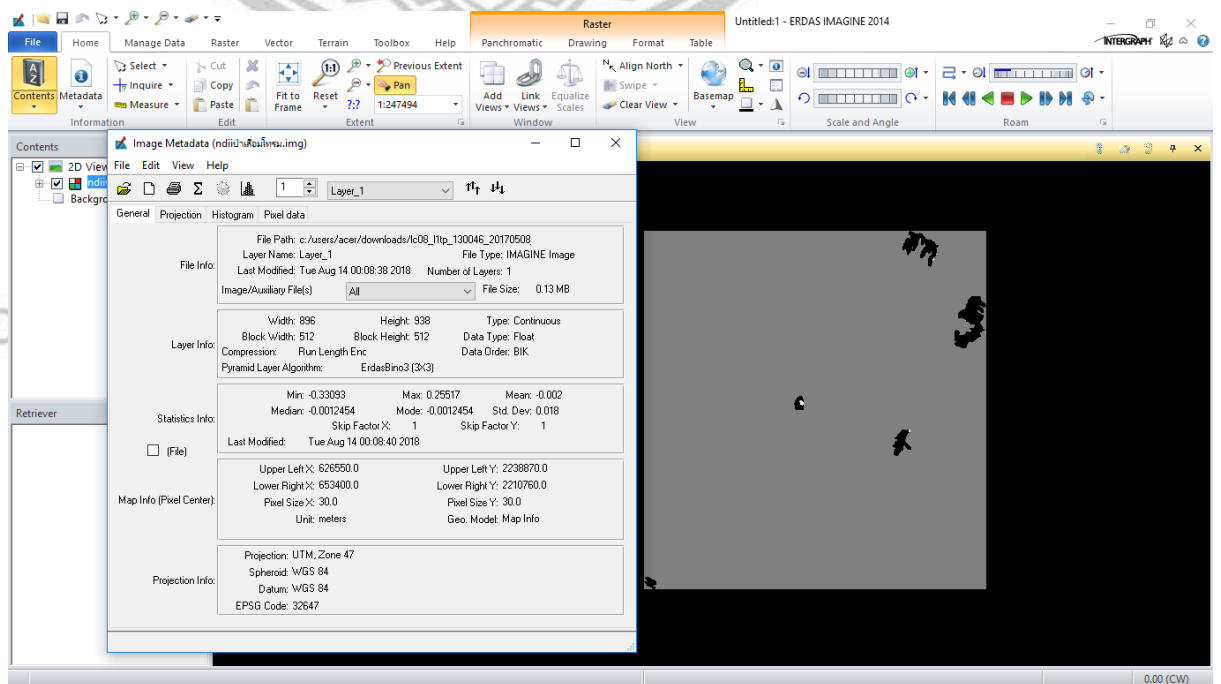 Raster
Untitled:1 - ERDAS IMAGINE 2014
File Home Manage Data Raster Vector Terrain Toolbox Help Panchromatic Drawing Format Table
INTERGRAPH
Contents
Metadata
Select
Inquire
Measure
Information
Cut
Copy
Paste
Edit
Fit to Frame
1:1
Reset
?:?
Previous Extent
Pan
1:247494
Extent
Add Views
Link Views
Equalize Scales
Window
Align North
Swipe
Clear View
View
Basemap
Scale and Angle
Roam
Contents
2D View
ndii
Backgro
Retriever
Image Metadata (ndiiป่าเสื่อมโทรม.img)
File Edit View Help
1 Layer_1
General Projection Histogram Pixel data
File Info:
File Path: c:/users/acer/downloads/lc08_l1tp_130046_20170508
Layer Name: Layer_1 File Type: IMAGINE Image
Last Modified: Tue Aug 14 00:08:38 2018 Number of Layers: 1
Image/Auxiliary File(s) All File Size: 0.13 MB
Layer Info:
Width: 896 Height: 938 Type: Continuous
Block Width: 512 Block Height: 512 Data Type: Float
Compression: Run Length Enc Data Order: BIK
Pyramid Layer Algorithm: ErdasBino3 (3X3)
Statistics Info:
Min: -0.33093 Max: 0.25517 Mean: -0.002
Median: -0.0012454 Mode: -0.0012454 Std. Dev: 0.018
Skip Factor X: 1 Skip Factor Y: 1
Last Modified: Tue Aug 14 00:08:40 2018
(File)
Map Info (Pixel Center):
Upper Left X: 626550.0 Upper Left Y: 2238870.0
Lower Right X: 653400.0 Lower Right Y: 2210760.0
Pixel Size X: 30.0 Pixel Size Y: 30.0
Unit: meters Geo. Model: Map Info
Projection Info:
Projection: UTM, Zone 47
Spheroid: WGS 84
Datum: WGS 84
EPSG Code: 32647
0.00 (CW)